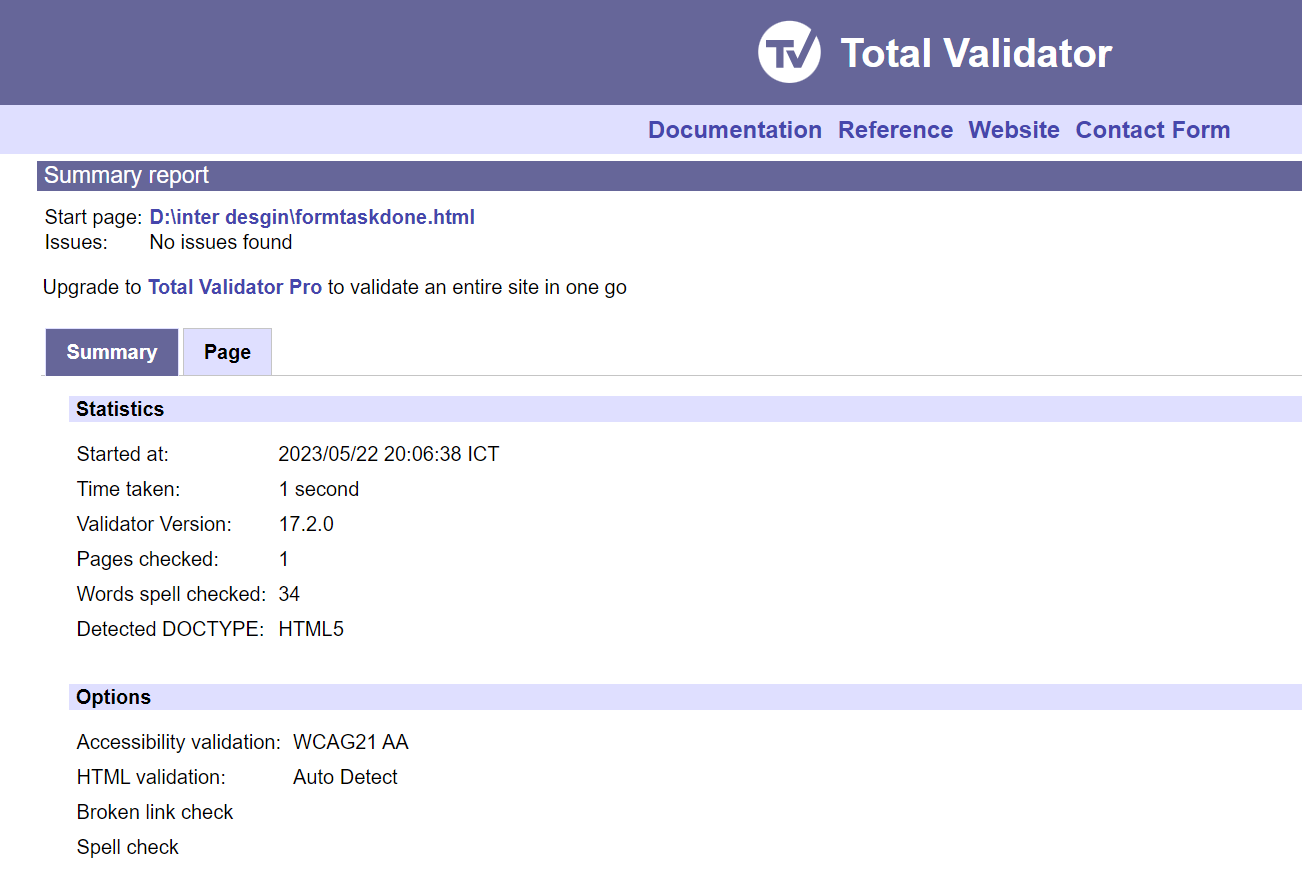 TV Total Validator
Documentation Reference Website Contact Form
Summary report
Start page: D:\inter desgin\formtaskdone.html
Issues: No issues found
Upgrade to Total Validator Pro to validate an entire site in one go
Summary Page
Statistics
Started at: 2023/05/22 20:06:38 ICT
Time taken: 1 second
Validator Version: 17.2.0
Pages checked: 1
Words spell checked: 34
Detected DOCTYPE: HTML5
Options
Accessibility validation: WCAG21 AA
HTML validation: Auto Detect
Broken link check
Spell check